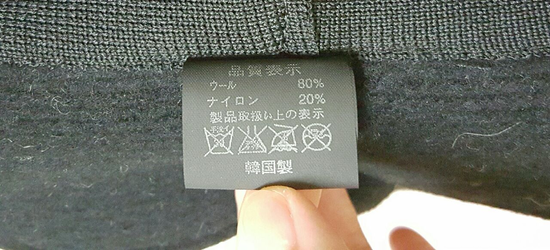 品質表示
ウール 80%
ナイロン 20%
製品取扱い上の表示
韓国製